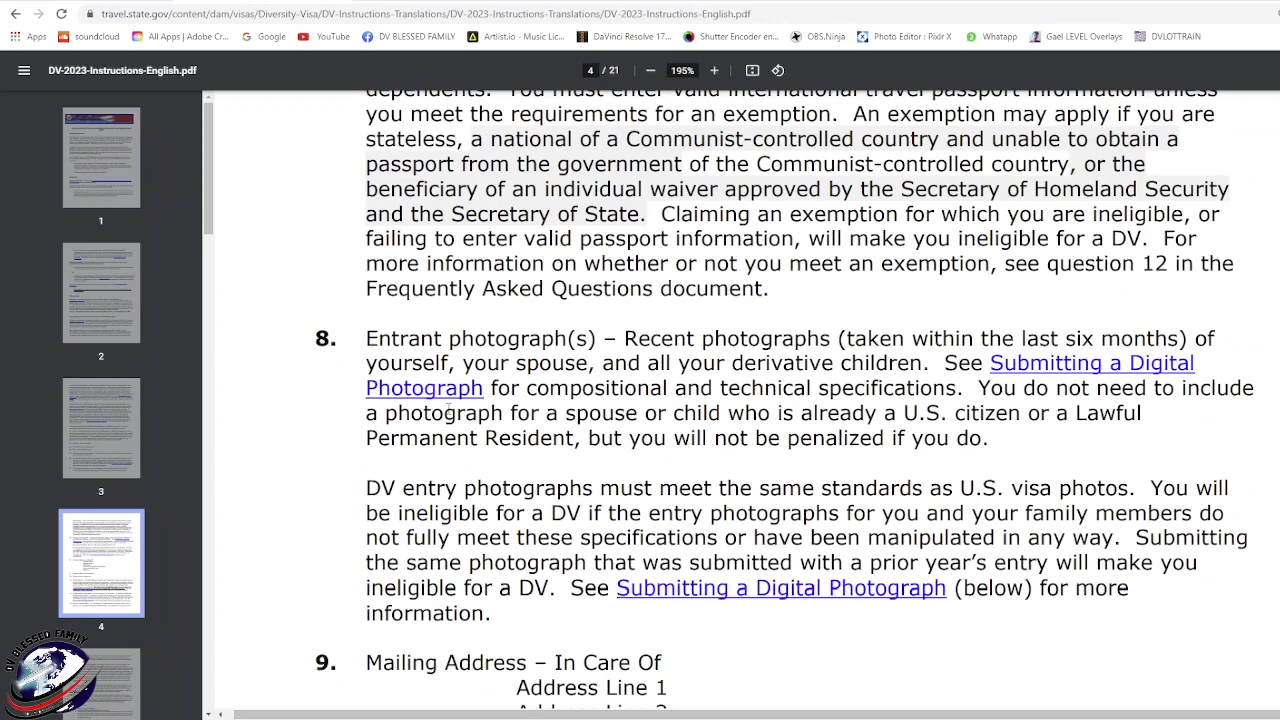 travel.state.gov/content/dam/visas/Diversity-Visa/DV-Instructions-Translations/DV-2023-Instructions-Translations/DV-2023-Instructions-English.pdf
Apps soundcloud All Apps | Adobe Cr... Google YouTube DV BLESSED FAMILY Artlist.io - Music Lic... DaVinci Resolve 17... Shutter Encoder en... OBS.Ninja Photo Editor : Pixlr X Whatapp Gael LEVEL Overlays DVLOTTRAIN
DV-2023-Instructions-English.pdf 4 / 21 195%
you meet the requirements for an exemption. An exemption may apply if you are
stateless, a national of a Communist-controlled country and unable to obtain a
passport from the government of the Communist-controlled country, or the
beneficiary of an individual waiver approved by the Secretary of Homeland Security
and the Secretary of State. Claiming an exemption for which you are ineligible, or
failing to enter valid passport information, will make you ineligible for a DV. For
more information on whether or not you meet an exemption, see question 12 in the
Frequently Asked Questions document.
8. Entrant photograph(s) – Recent photographs (taken within the last six months) of
yourself, your spouse, and all your derivative children. See Submitting a Digital
Photograph for compositional and technical specifications. You do not need to include
a photograph for a spouse or child who is already a U.S. citizen or a Lawful
Permanent Resident, but you will not be penalized if you do.
DV entry photographs must meet the same standards as U.S. visa photos. You will
be ineligible for a DV if the entry photographs for you and your family members do
not fully meet these specifications or have been manipulated in any way. Submitting
the same photograph that was submitted with a prior year's entry will make you
ineligible for a DV. See Submitting a Digital Photograph (below) for more
information.
9. Mailing Address – In Care Of
Address Line 1
1
2
3
4
DV BLESSED FAMILY